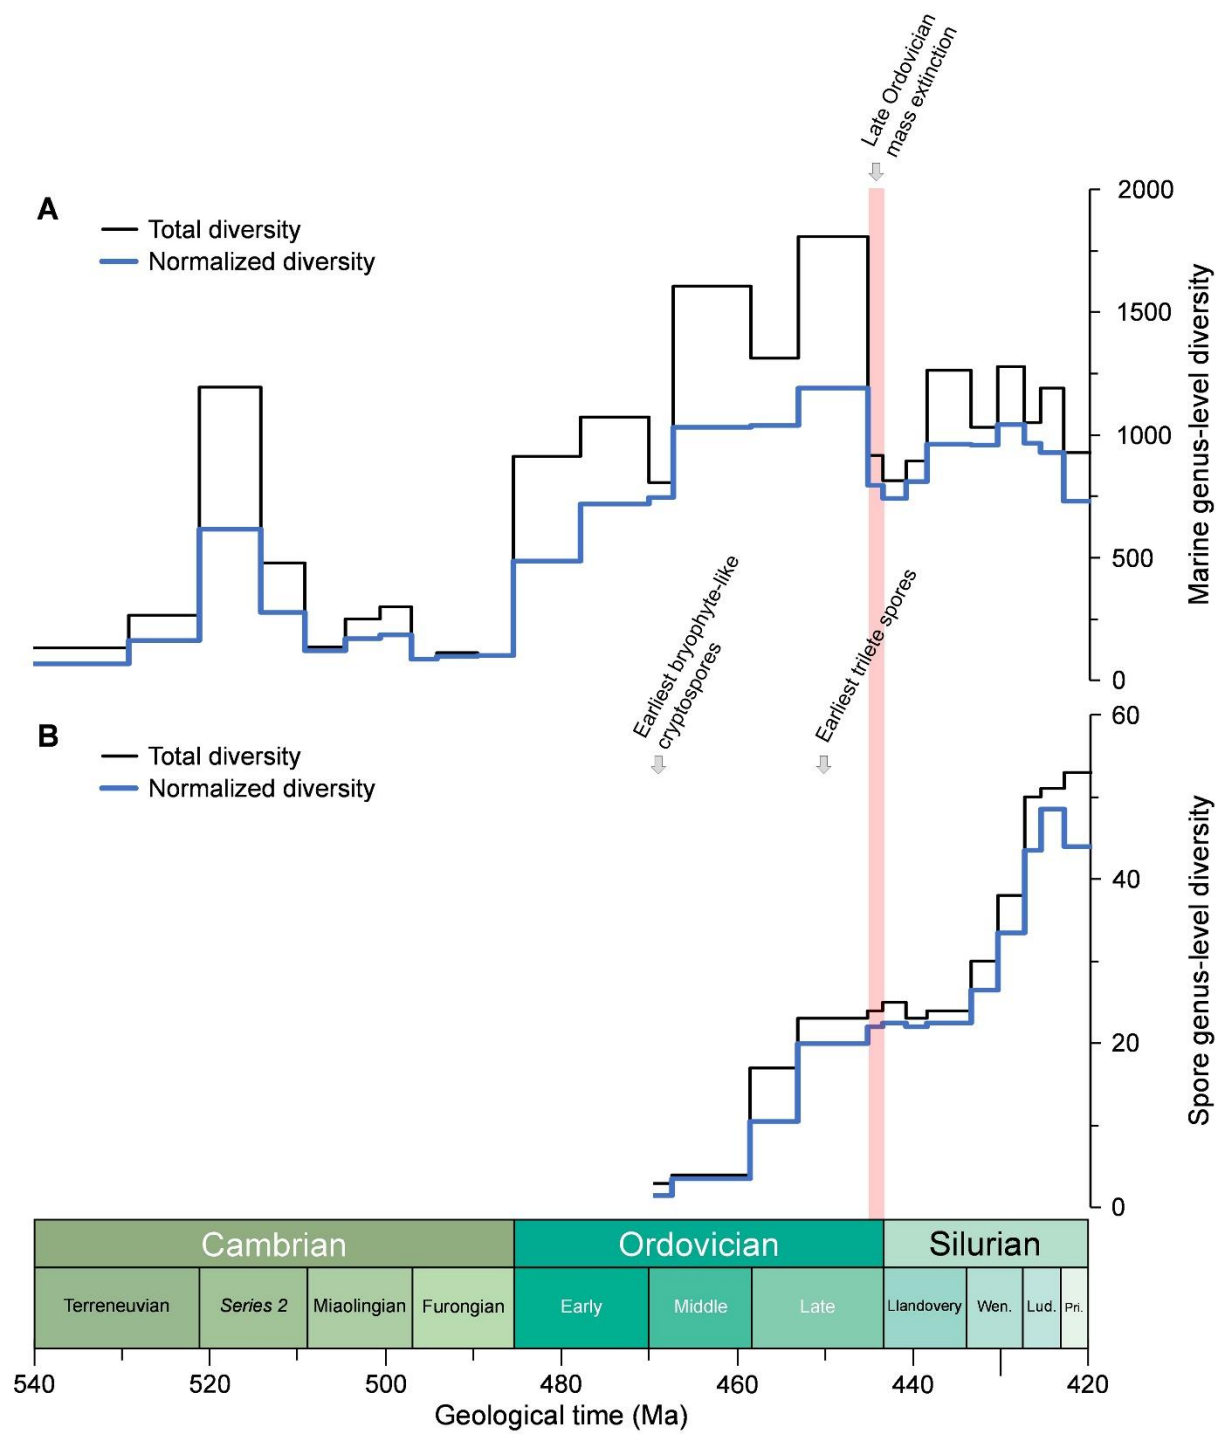 Late Ordovician
mass extinction
A
Total diversity
Normalized diversity
2000
1500
1000
500
0
Marine genus-level diversity
Earliest bryophyte-like
cryptospores
Earliest trilete spores
B
Total diversity
Normalized diversity
60
40
20
0
Spore genus-level diversity
Cambrian
Ordovician
Silurian
Terreneuvian
Series 2
Miaolingian
Furongian
Early
Middle
Late
Llandovery
Wen.
Lud.
Pri.
540
520
500
480
460
440
420
Geological time (Ma)